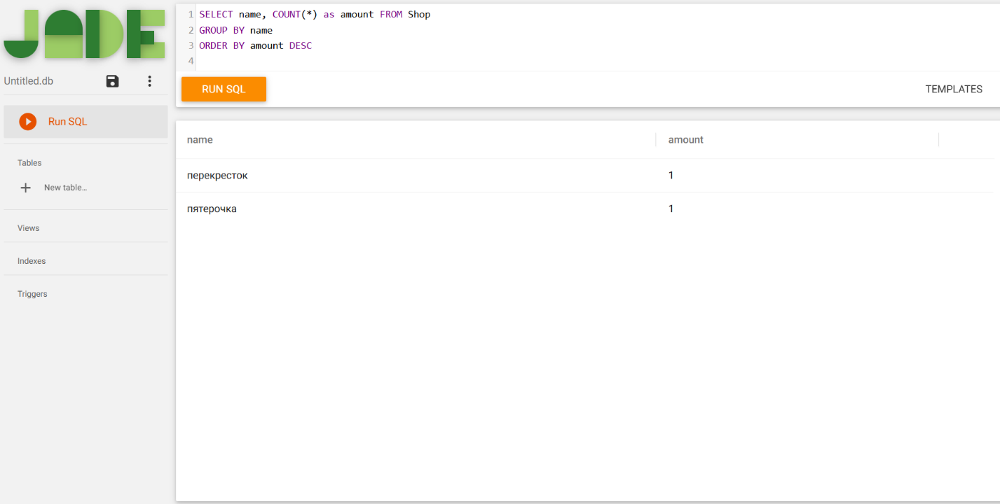 JADE
Untitled.db
Run SQL
Tables
New table...
Views
Indexes
Triggers
1 SELECT name, COUNT(*) as amount FROM Shop
2 GROUP BY name
3 ORDER BY amount DESC
4
RUN SQL
TEMPLATES
name amount
перекресток 1
пятерочка 1